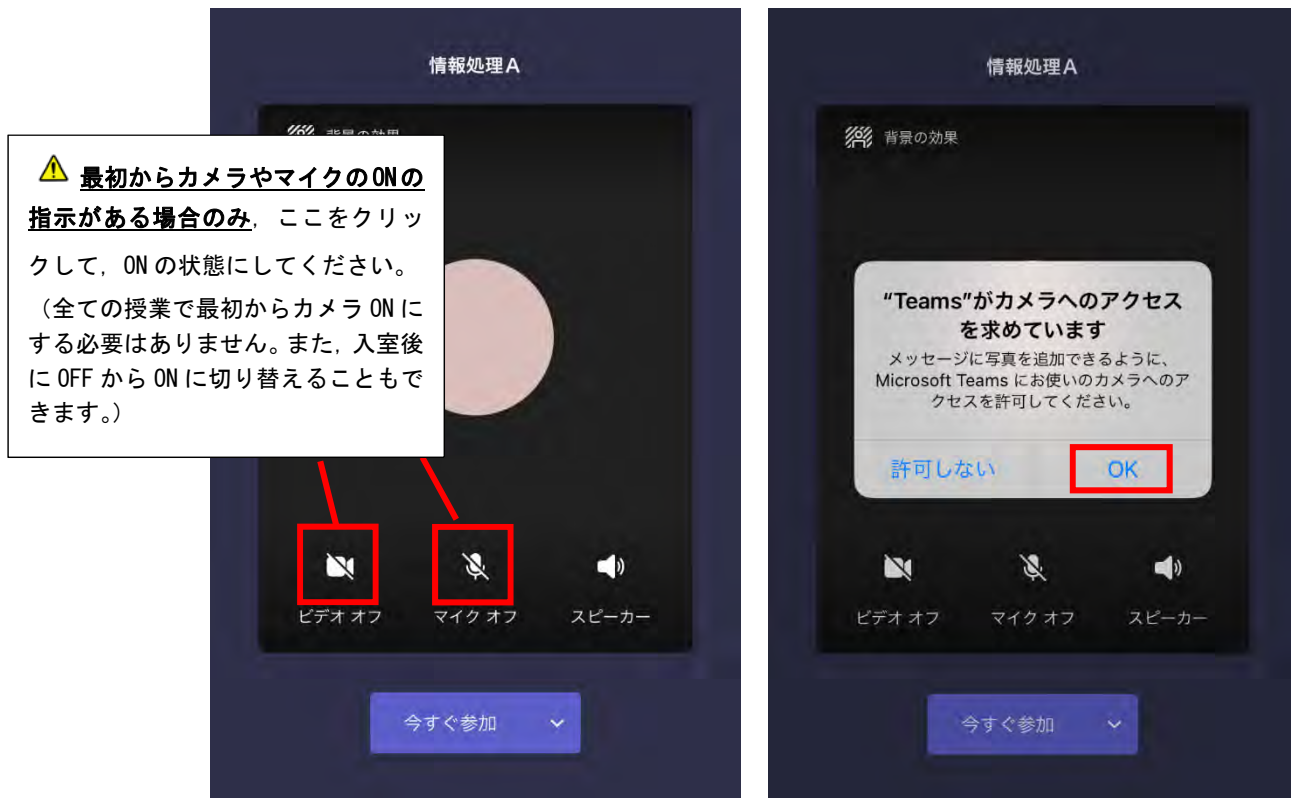 情報処理A
背景の効果
最初からカメラやマイクのONの
指示がある場合のみ，ここをクリッ
クして，ONの状態にしてください。
（全ての授業で最初からカメラONに
する必要はありません。また，入室後
にOFFからONに切り替えることもで
きます。）
ビデオ オフ
マイク オフ
スピーカー
今すぐ参加
情報処理A
背景の効果
“Teams”がカメラへのアクセス
を求めています
メッセージに写真を追加できるように、
Microsoft Teams にお使いのカメラへのア
クセスを許可してください。
許可しない
OK
ビデオ オフ
マイク オフ
スピーカー
今すぐ参加